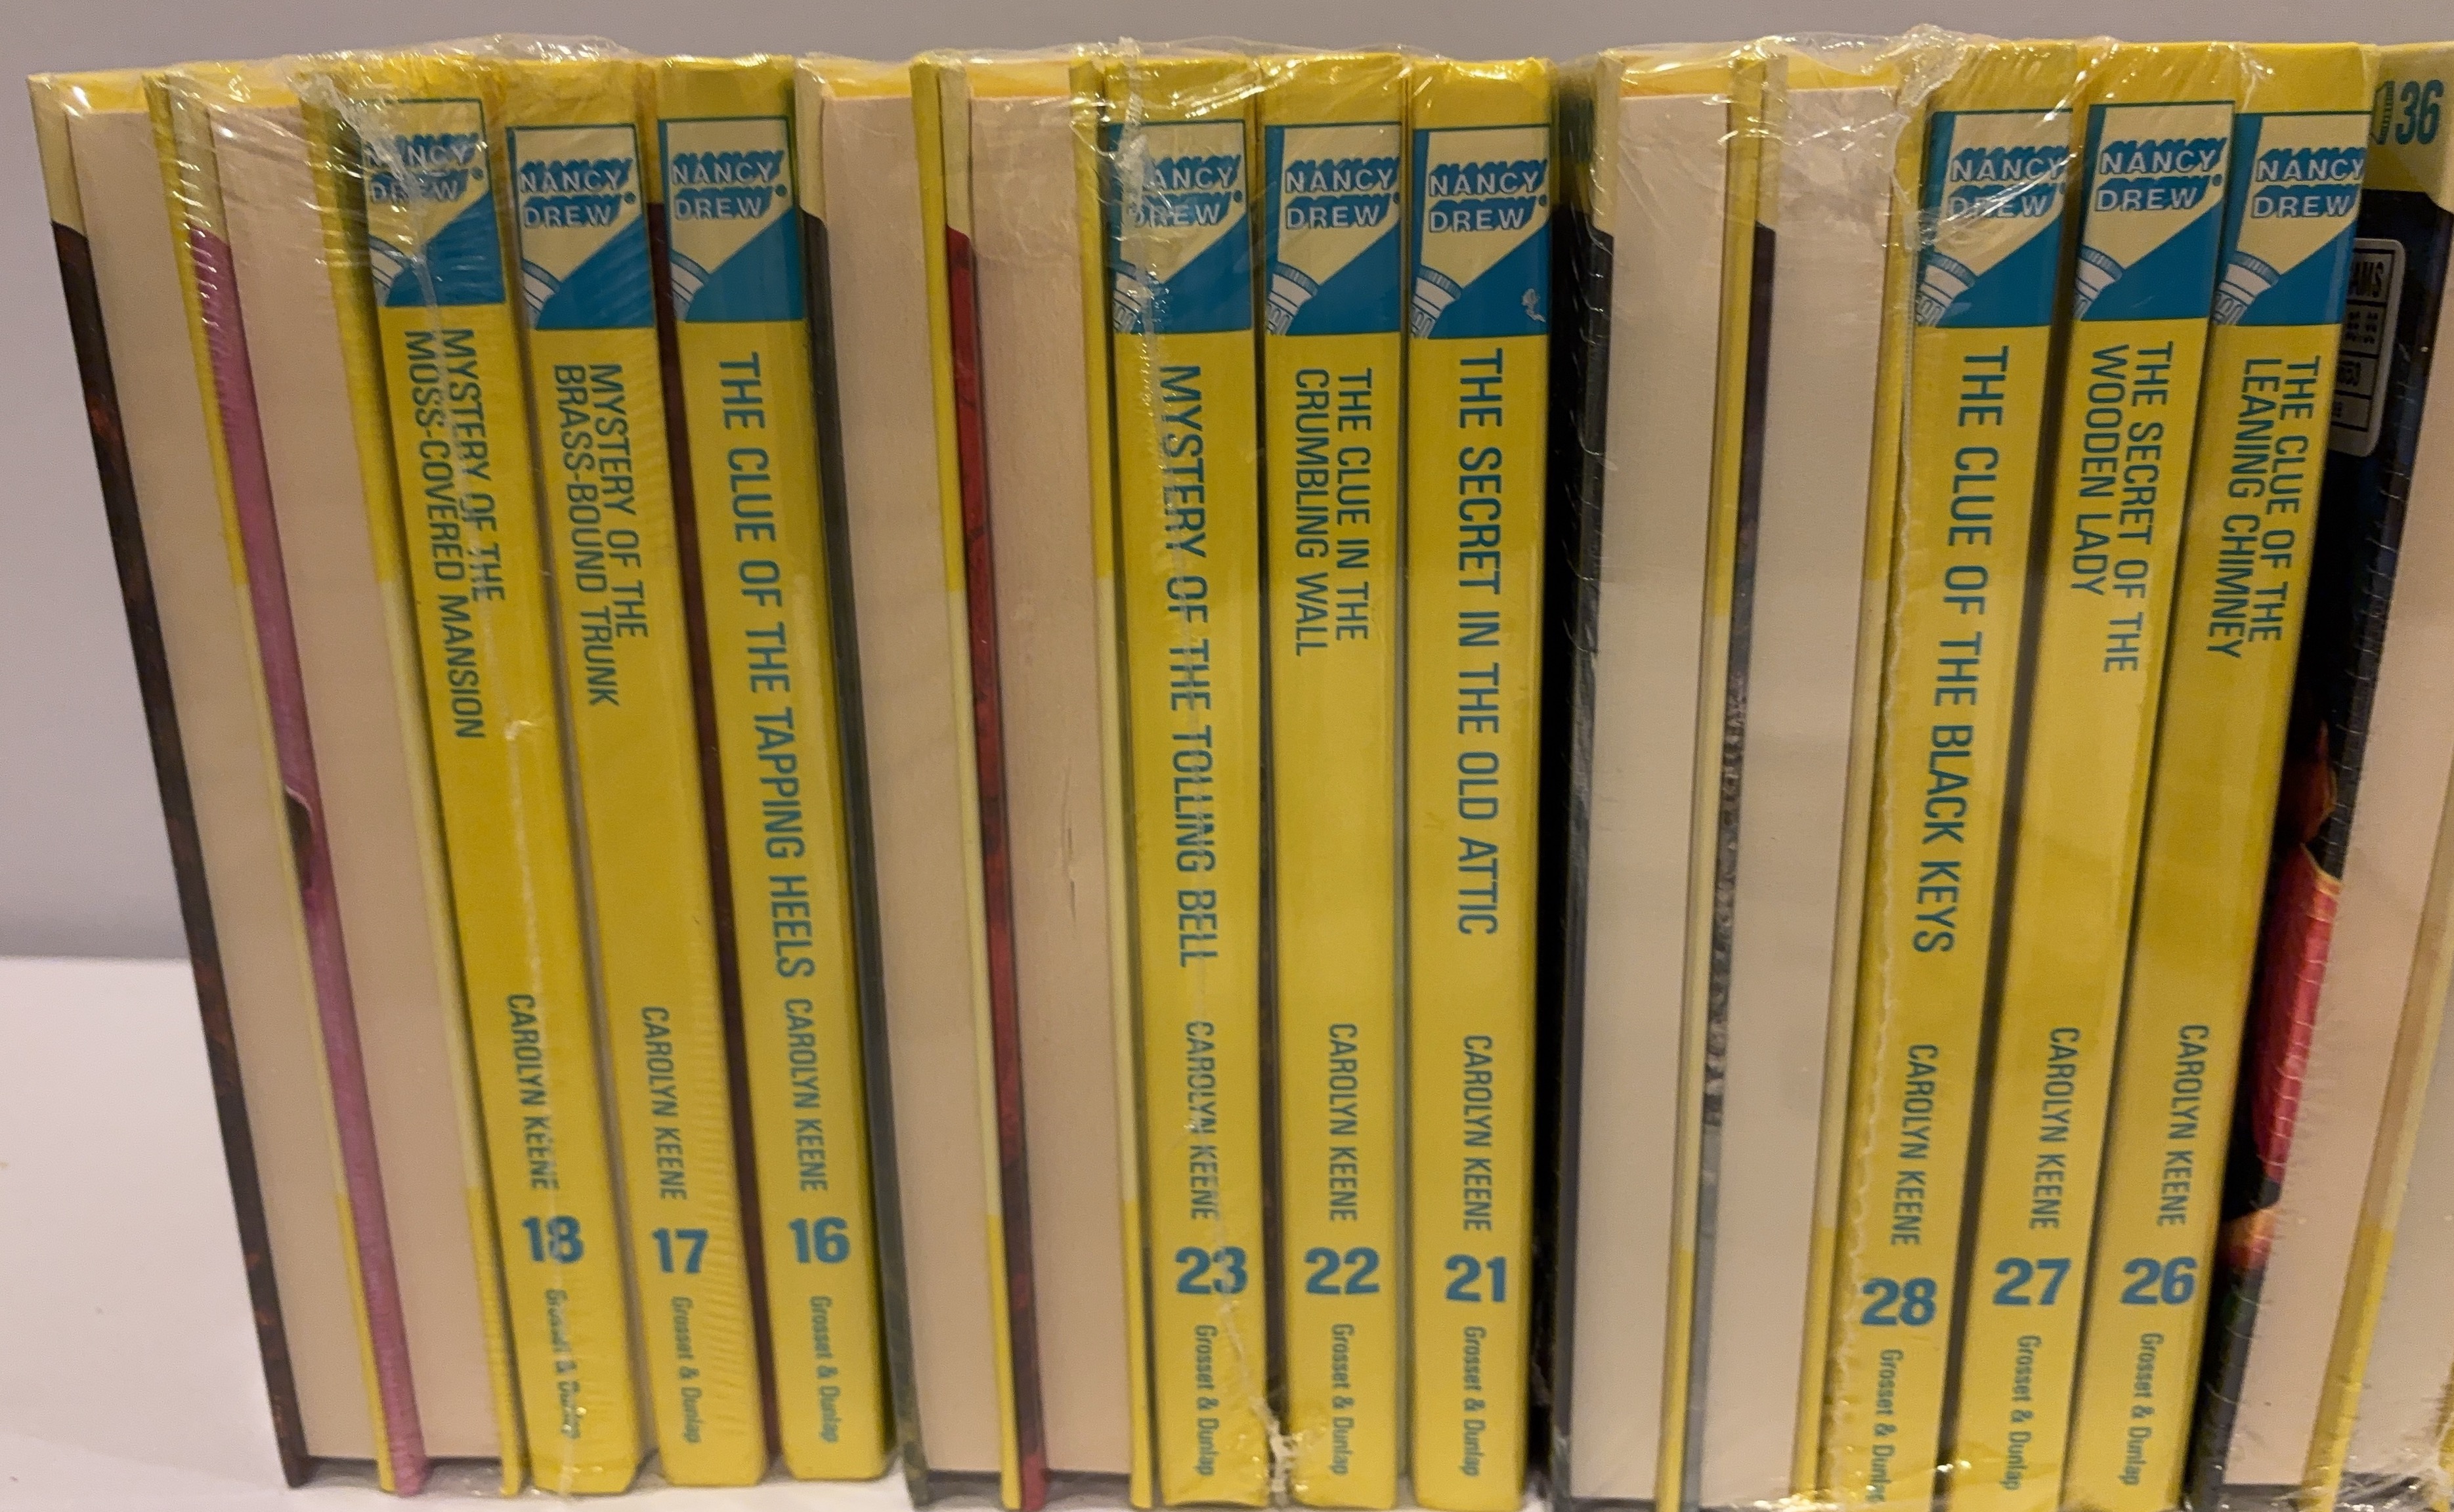 NANCY
DREW
MYSTERY OF THE
MOSS-COVERED MANSION
CAROLYN KEENE
18
Grosset & Dunlap
NANCY
DREW
MYSTERY OF THE
BRASS-BOUND TRUNK
CAROLYN KEENE
17
Grosset & Dunlap
NANCY
DREW
THE CLUE OF THE TAPPING HEELS
CAROLYN KEENE
16
Grosset & Dunlap
NANCY
DREW
MYSTERY OF THE TOLLING BELL
CAROLYN KEENE
23
Grosset & Dunlap
NANCY
DREW
THE CLUE IN THE
CRUMBLING WALL
CAROLYN KEENE
22
Grosset & Dunlap
NANCY
DREW
THE SECRET IN THE OLD ATTIC
CAROLYN KEENE
21
Grosset & Dunlap
NANCY
DREW
THE CLUE OF THE BLACK KEYS
CAROLYN KEENE
28
Grosset & Dunlap
NANCY
DREW
THE SECRET OF THE
WOODEN LADY
CAROLYN KEENE
27
Grosset & Dunlap
NANCY
DREW
THE CLUE OF THE
LEANING CHIMNEY
CAROLYN KEENE
26
Grosset & Dunlap
136